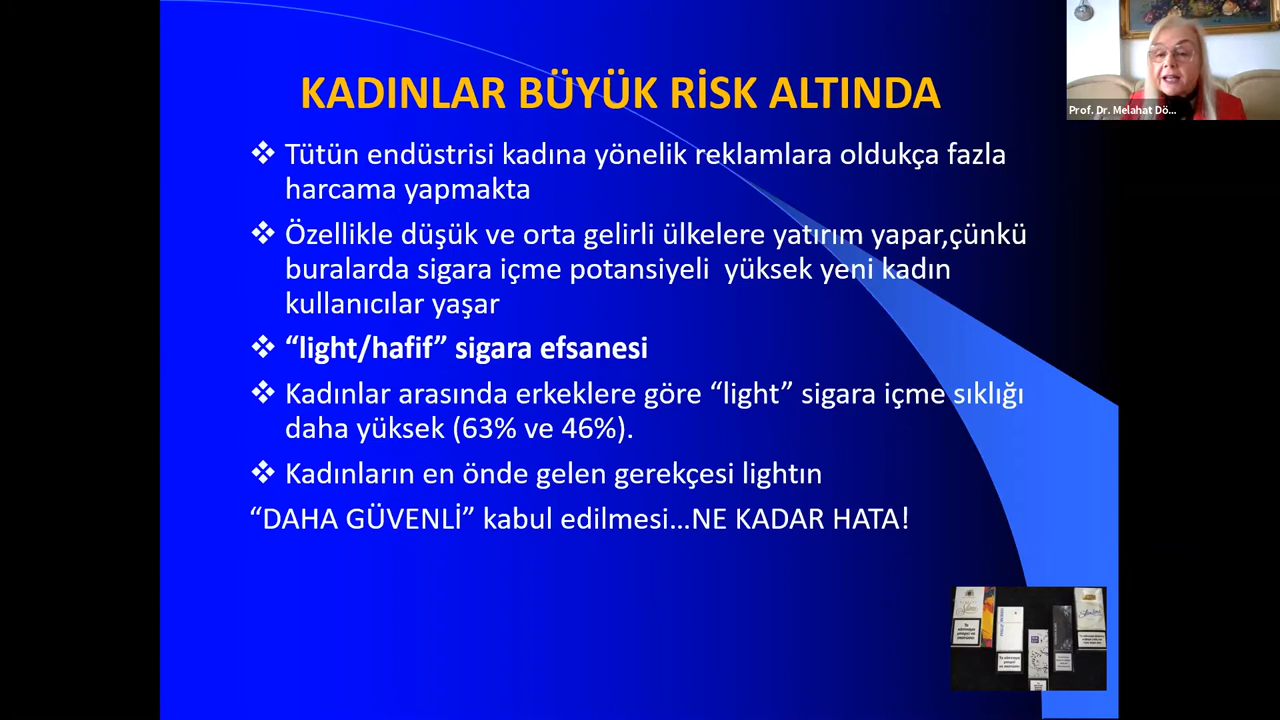 KADINLAR BÜYÜK RİSK ALTINDA
Prof. Dr. Melahat Dö...
❖ Tütün endüstrisi kadına yönelik reklamlara oldukça fazla
harcama yapmakta
❖ Özellikle düşük ve orta gelirli ülkelere yatırım yapar,çünkü
buralarda sigara içme potansiyeli yüksek yeni kadın
kullanıcılar yaşar
❖ “light/hafif” sigara efsanesi
❖ Kadınlar arasında erkeklere göre “light” sigara içme sıklığı
daha yüksek (63% ve 46%).
❖ Kadınların en önde gelen gerekçesi lightın
“DAHA GÜVENLİ” kabul edilmesi...NE KADAR HATA!